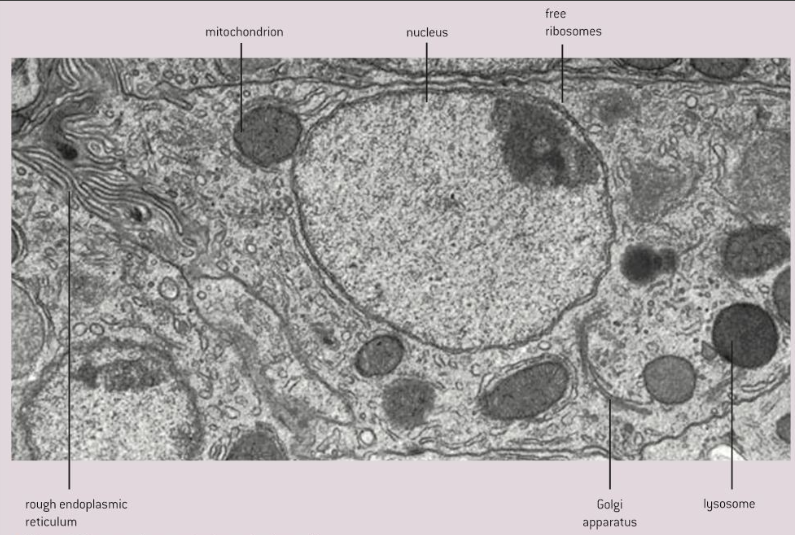 free
ribosomes
mitochondrion
nucleus
rough endoplasmic
reticulum
Golgi
apparatus
lysosome